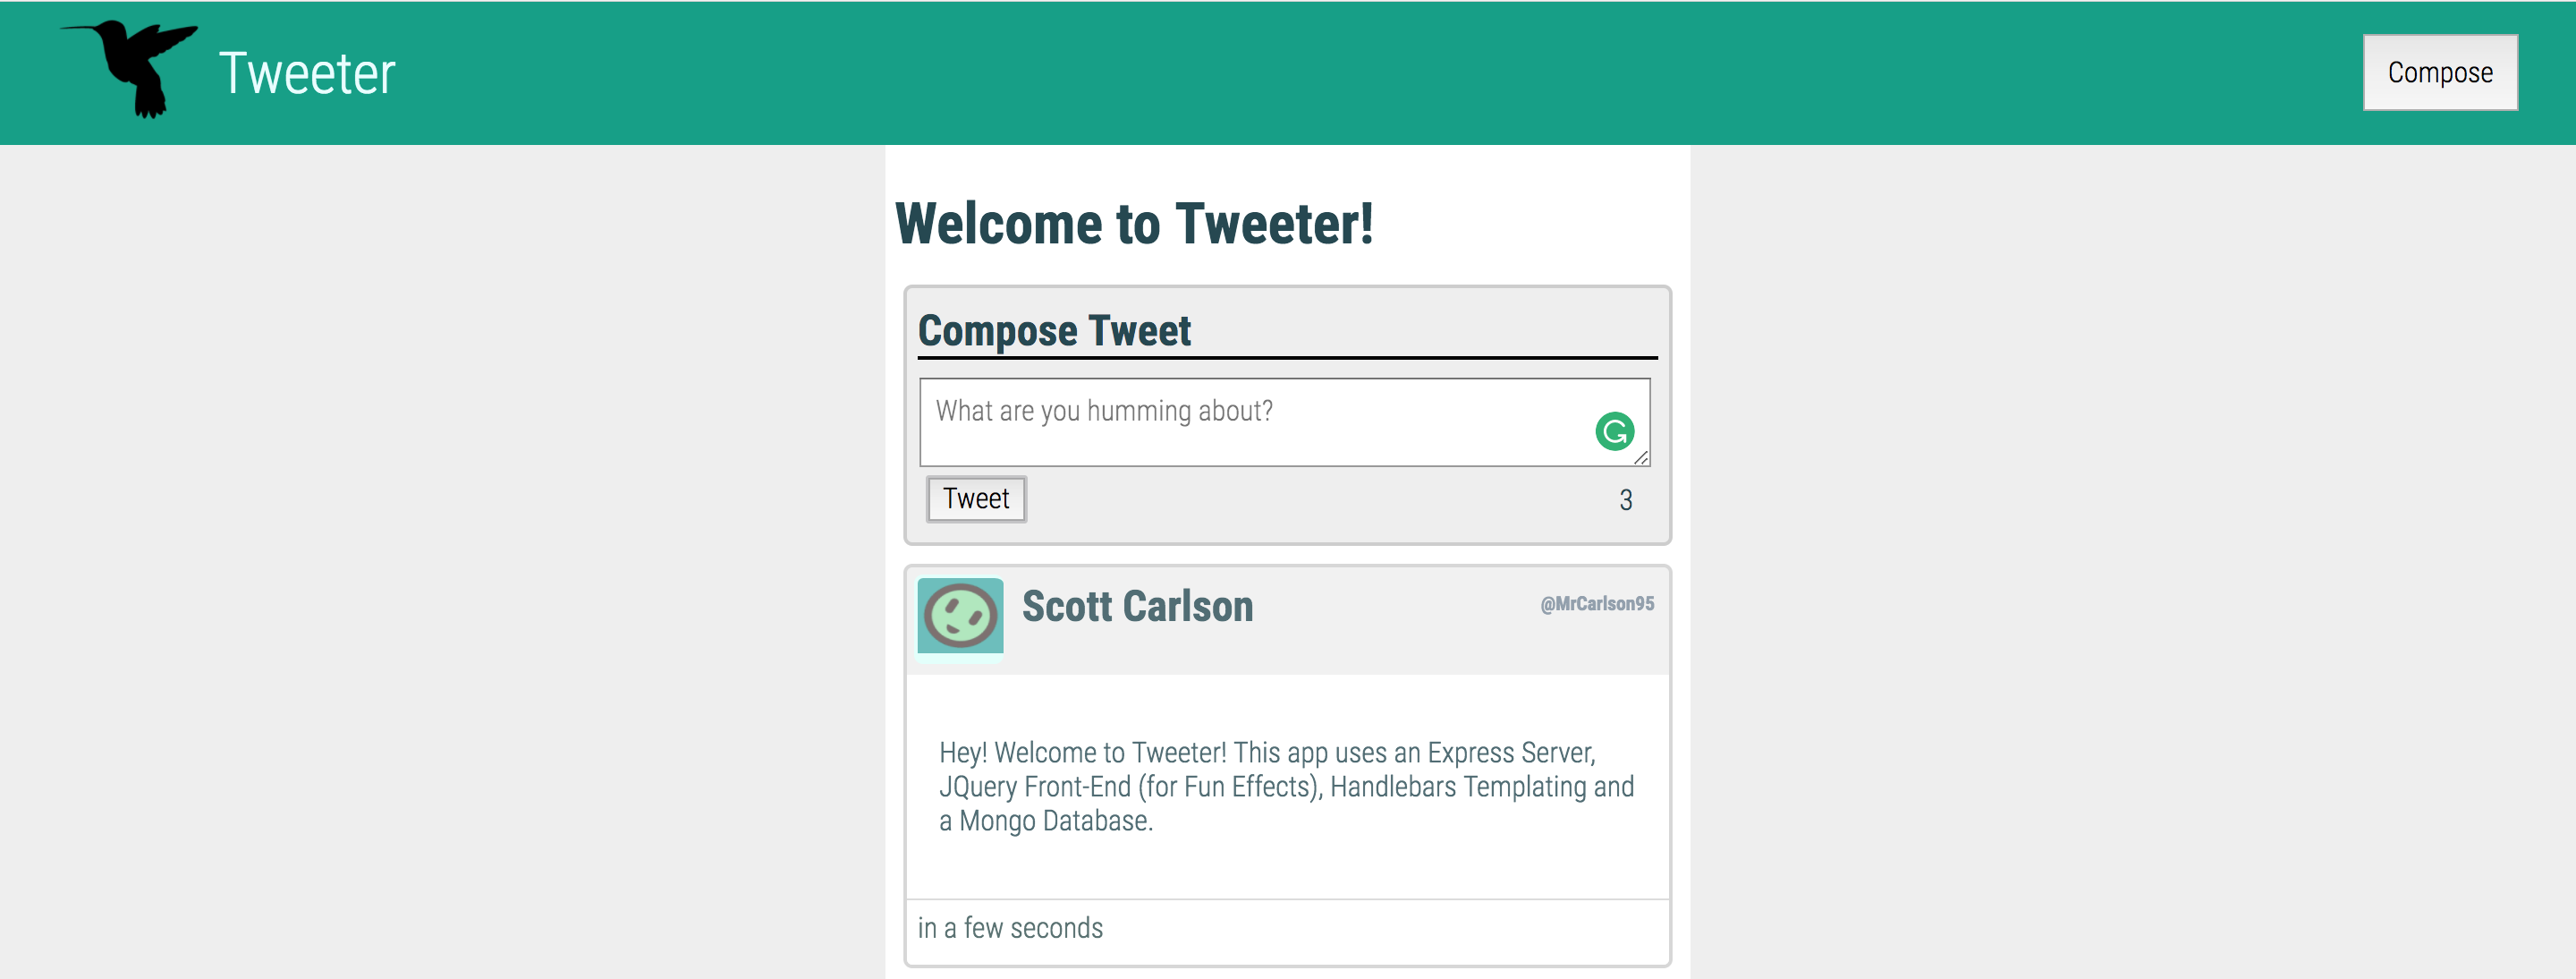 Tweeter
Compose
Welcome to Tweeter!
Compose Tweet
What are you humming about?
Tweet
3
Scott Carlson
@MrCarlson95
Hey! Welcome to Tweeter! This app uses an Express Server,
JQuery Front-End (for Fun Effects), Handlebars Templating and
a Mongo Database.
in a few seconds